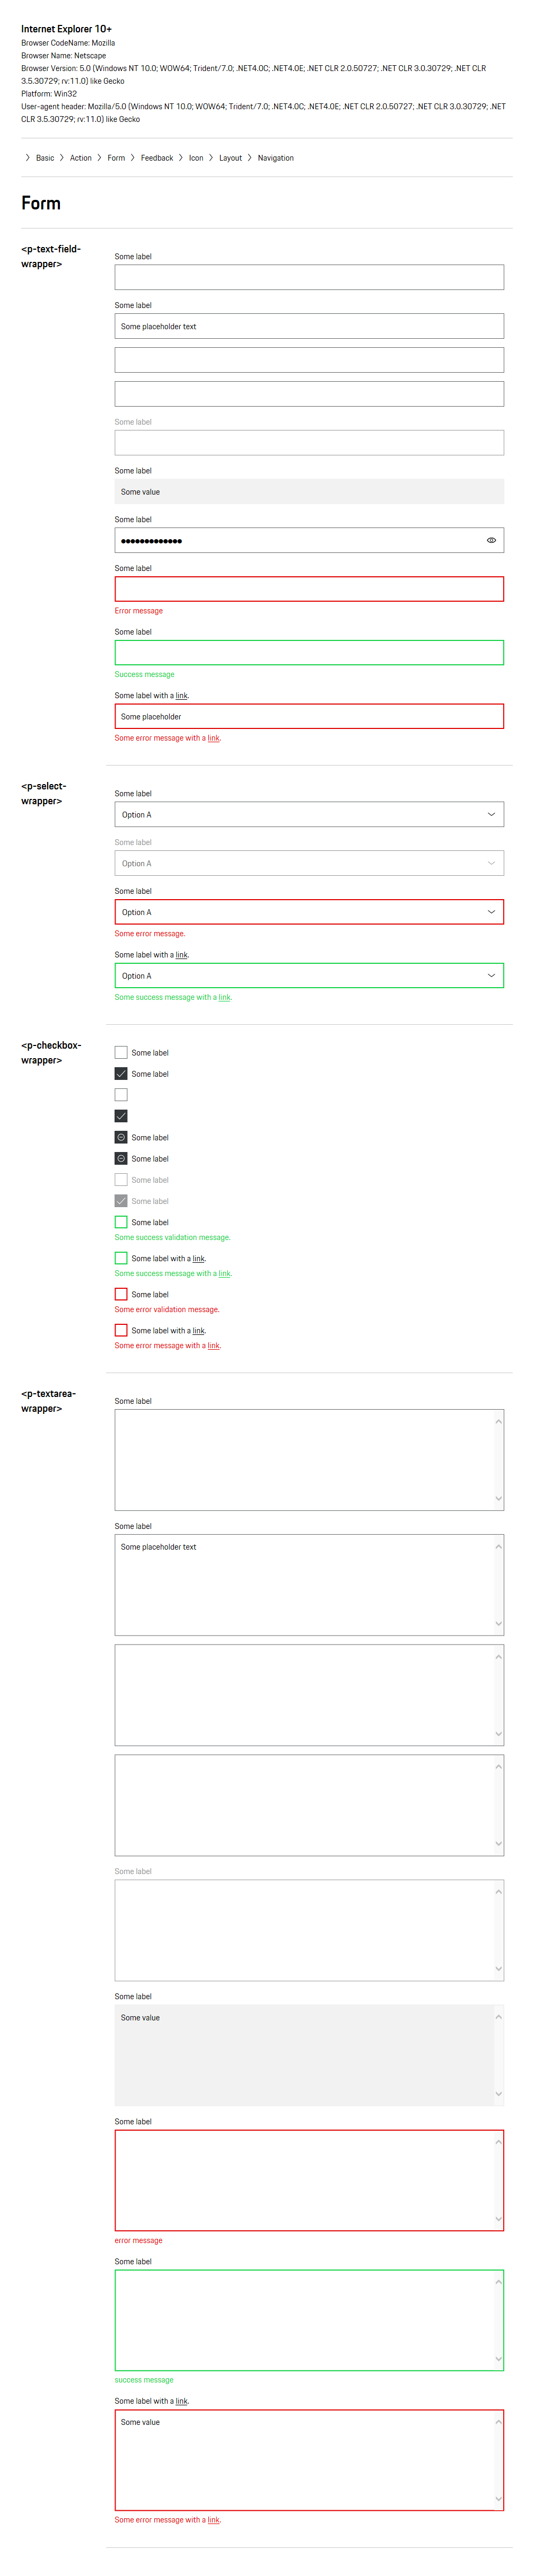 Internet Explorer 10+
Browser CodeName: Mozilla
Browser Name: Netscape
Browser Version: 5.0 (Windows NT 10.0; WOW64; Trident/7.0; .NET4.0C; .NET4.0E; .NET CLR 2.0.50727; .NET CLR 3.0.30729; .NET CLR
3.5.30729; rv:11.0) like Gecko
Platform: Win32
User-agent header: Mozilla/5.0 (Windows NT 10.0; WOW64; Trident/7.0; .NET4.0C; .NET4.0E; .NET CLR 2.0.50727; .NET CLR 3.0.30729; .NET
CLR 3.5.30729; rv:11.0) like Gecko
Basic Action Form Feedback Icon Layout Navigation
Form
<p-text-field-
wrapper>
Some label
Some label
Some placeholder text
Some label
Some label
Some value
Some label
Some label
Error message
Some label
Success message
Some label with a link.
Some placeholder
Some error message with a link.
<p-select-
wrapper>
Some label
Option A
Some label
Option A
Some label
Option A
Some error message.
Some label with a link.
Option A
Some success message with a link.
<p-checkbox-
wrapper>
Some label
Some label
Some label
Some label
Some label
Some label
Some label
Some success validation message.
Some label with a link.
Some success message with a link.
Some label
Some error validation message.
Some label with a link.
Some error message with a link.
<p-textarea-
wrapper>
Some label
Some label
Some placeholder text
Some label
Some label
Some value
Some label
error message
Some label
success message
Some label with a link.
Some value
Some error message with a link.